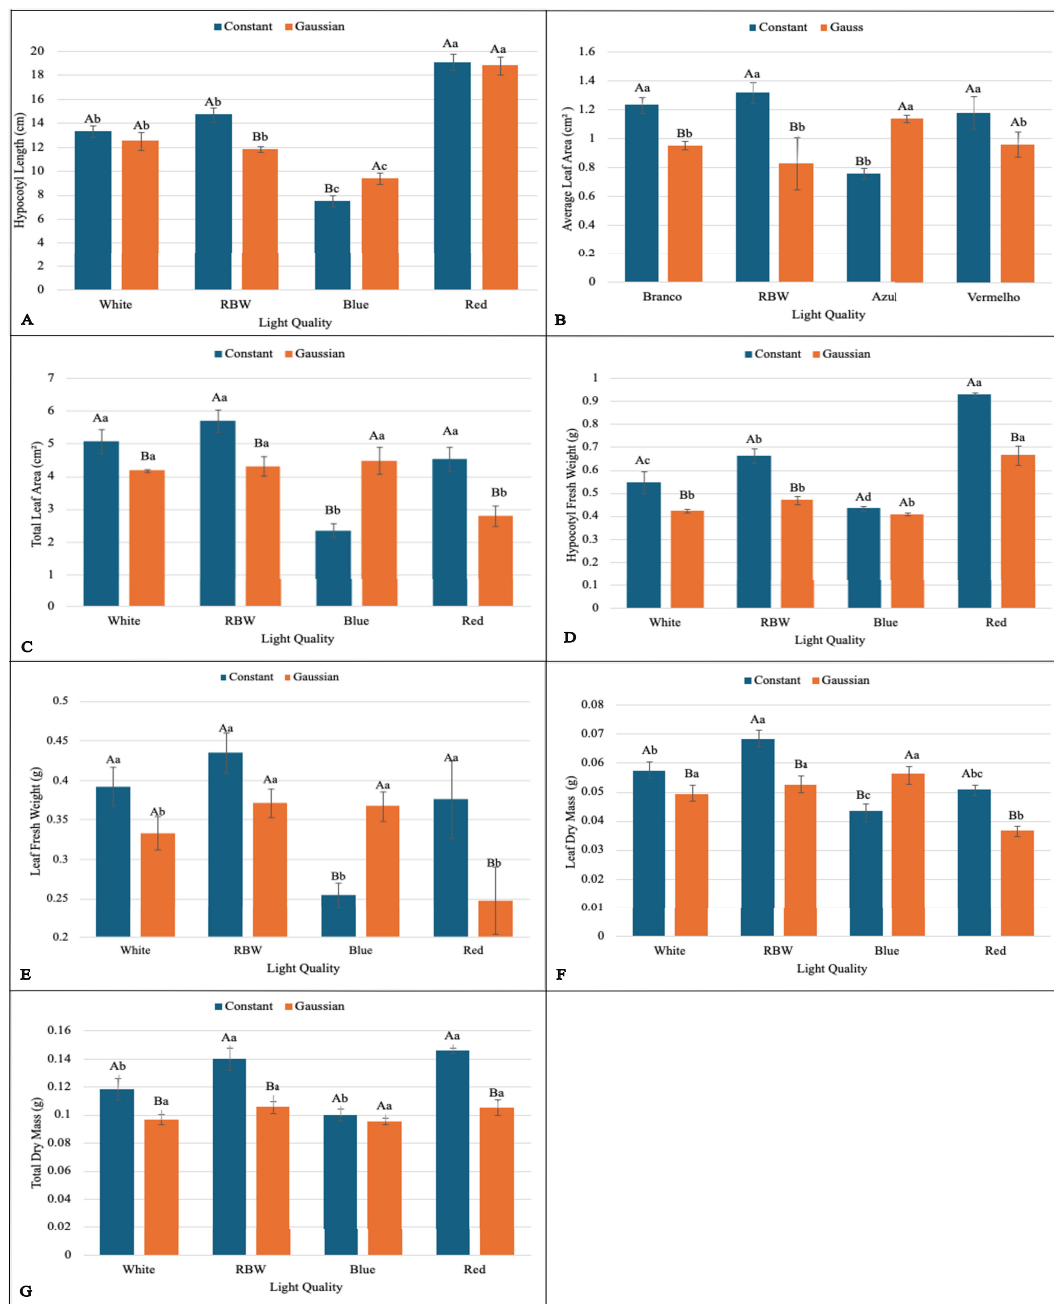 Constant Gaussian
Hypocotyl Length (cm)
20
18
16
14
12
10
8
6
4
2
0
Ab Ab Ab Bb Bc Ac Aa Aa
White RBW Blue Red
Light Quality
A
Constant Gauss
Average Leaf Area (cm²)
1.6
1.4
1.2
1
0.8
0.6
0.4
0.2
0
Aa Bb Aa Bb Bb Aa Aa Ab
Branco RBW Azul Vermelho
Light Quality
B
Constant Gaussian
Total Leaf Area (cm²)
7
6
5
4
3
2
1
0
Aa Ba Aa Ba Bb Aa Aa Bb
White RBW Blue Red
Light Quality
C
Constant Gaussian
Hypocotyl Fresh Weight (g)
1
0.9
0.8
0.7
0.6
0.5
0.4
0.3
0.2
0.1
0
Ac Bb Ab Bb Ad Ab Aa Ba
White RBW Blue Red
Light Quality
D
Constant Gaussian
Leaf Fresh Weight (g)
0.5
0.45
0.4
0.35
0.3
0.25
0.2
Aa Ab Aa Aa Bb Aa Aa Bb
White RBW Blue Red
Light Quality
E
Constant Gaussian
Leaf Dry Mass (g)
0.08
0.07
0.06
0.05
0.04
0.03
0.02
0.01
0
Ab Ba Aa Ba Bc Aa Abc Bb
White RBW Blue Red
Light Quality
F
Constant Gaussian
Total Dry Mass (g)
0.16
0.14
0.12
0.1
0.08
0.06
0.04
0.02
0
Ab Ba Aa Ba Ab Aa Aa Ba
White RBW Blue Red
Light Quality
G